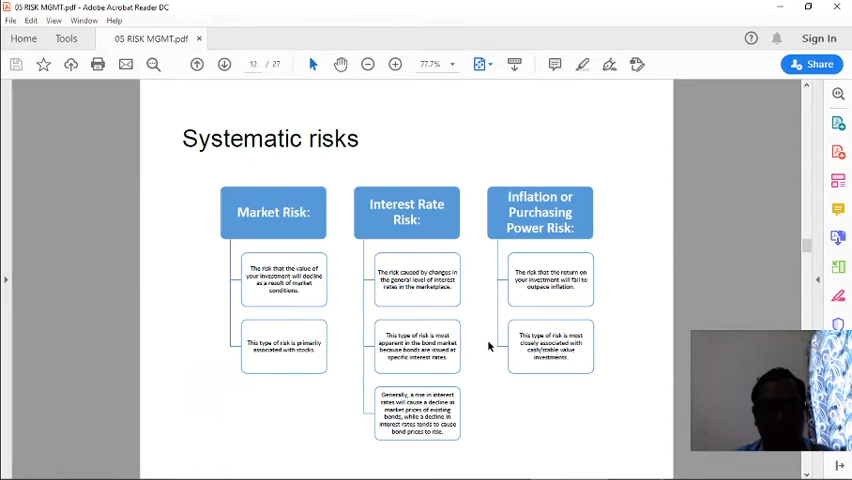 05 RISK MGMT.pdf - Adobe Acrobat Reader DC
File Edit View Window Help
Home Tools 05 RISK MGMT.pdf ×
Sign In
12 / 27
77.7%
Share
Systematic risks
Market Risk:
The risk that the value of
your investment will decline
as a result of market
conditions.
This type of risk is primarily
associated with stocks.
Interest Rate
Risk:
The risk caused by changes in
the general level of interest
rates in the marketplace.
This type of risk is most
apparent in the bond market
because bonds are issued at
specific interest rates.
Generally, a rise in interest
rates will cause a decline in
market prices of existing
bonds, while a decline in
interest rates tends to cause
bond prices to rise.
Inflation or
Purchasing
Power Risk:
The risk that the return on
your investment will fail to
outpace inflation.
This type of risk is most
closely associated with
cash/stable value
investments.